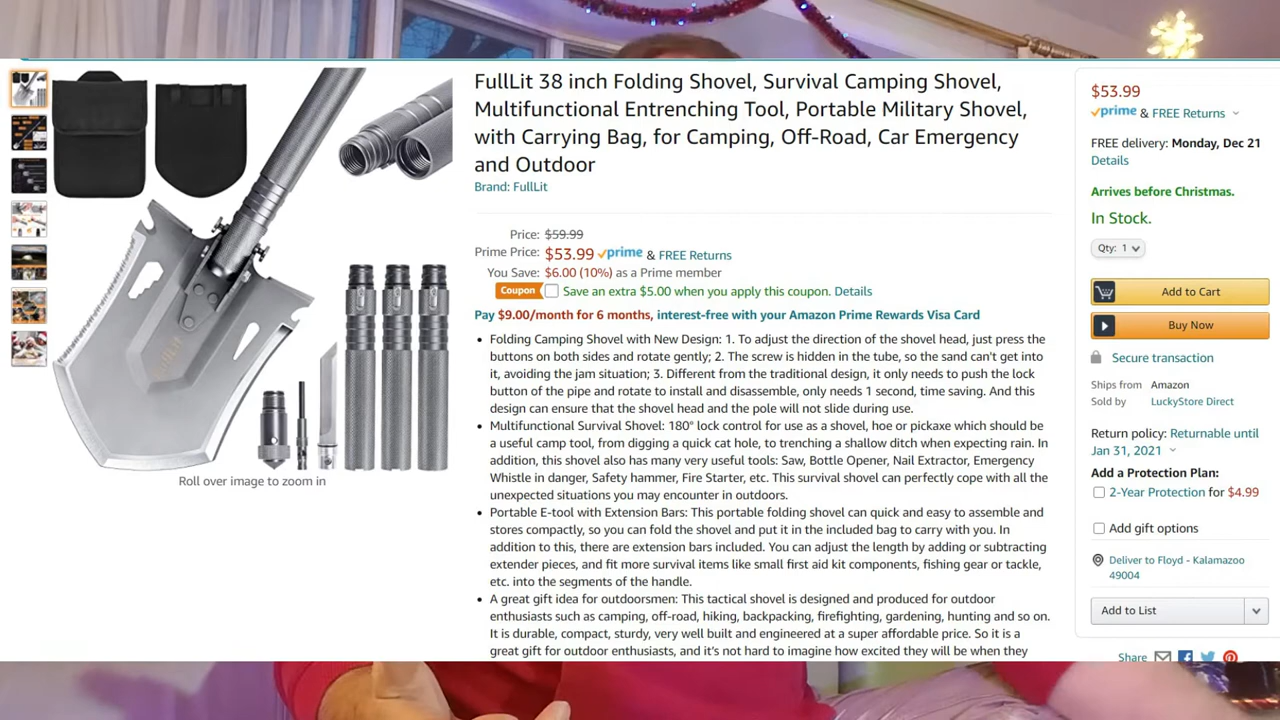 FullLit 38 inch Folding Shovel, Survival Camping Shovel,
Multifunctional Entrenching Tool, Portable Military Shovel,
with Carrying Bag, for Camping, Off-Road, Car Emergency
and Outdoor
Brand: FullLit
Price: $59.99
Prime Price: $53.99 prime & FREE Returns
You Save: $6.00 (10%) as a Prime member
Coupon Save an extra $5.00 when you apply this coupon. Details
Pay $9.00/month for 6 months, interest-free with your Amazon Prime Rewards Visa Card
• Folding Camping Shovel with New Design: 1. To adjust the direction of the shovel head, just press the
buttons on both sides and rotate gently; 2. The screw is hidden in the tube, so the sand can't get into
it, avoiding the jam situation; 3. Different from the traditional design, it only needs to push the lock
button of the pipe and rotate to install and disassemble, only needs 1 second, time saving. And this
design can ensure that the shovel head and the pole will not slide during use.
• Multifunctional Survival Shovel: 180° lock control for use as a shovel, hoe or pickaxe which should be
a useful camp tool, from digging a quick cat hole, to trenching a shallow ditch when expecting rain. In
addition, this shovel also has many very useful tools: Saw, Bottle Opener, Nail Extractor, Emergency
Whistle in danger, Safety hammer, Fire Starter, etc. This survival shovel can perfectly cope with all the
unexpected situations you may encounter in outdoors.
• Portable E-tool with Extension Bars: This portable folding shovel can quick and easy to assemble and
stores compactly, so you can fold the shovel and put it in the included bag to carry with you. In
addition to this, there are extension bars included. You can adjust the length by adding or subtracting
extender pieces, and fit more survival items like small first aid kit components, fishing gear or tackle,
etc. into the segments of the handle.
• A great gift idea for outdoorsmen: This tactical shovel is designed and produced for outdoor
enthusiasts such as camping, off-road, hiking, backpacking, firefighting, gardening, hunting and so on.
It is durable, compact, sturdy, very well built and engineered at a super affordable price. So it is a
great gift for outdoor enthusiasts, and it's not hard to imagine how excited they will be when they
FullLit
Roll over image to zoom in
$53.99
prime & FREE Returns
FREE delivery: Monday, Dec 21
Details
Arrives before Christmas.
In Stock.
Qty: 1
Add to Cart
Buy Now
Secure transaction
Ships from Amazon
Sold by LuckyStore Direct
Return policy: Returnable until
Jan 31, 2021
Add a Protection Plan:
2-Year Protection for $4.99
Add gift options
Deliver to Floyd - Kalamazoo
49004
Add to List
Share